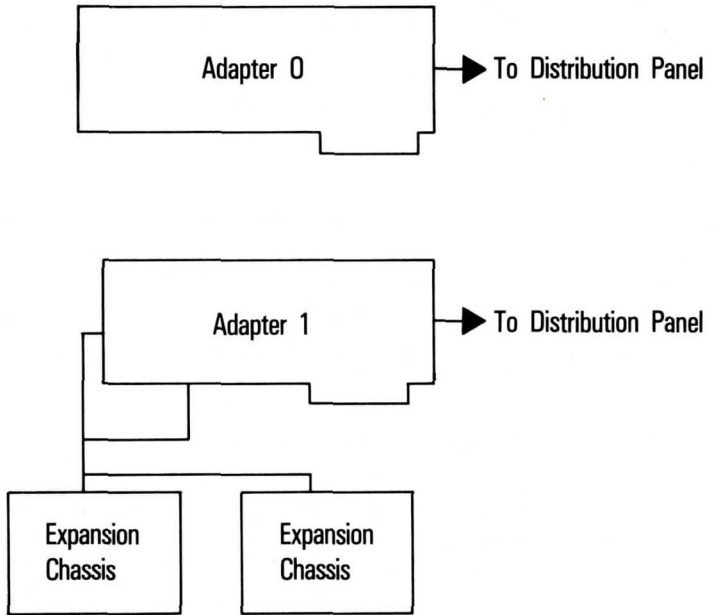 Adapter 0
To Distribution Panel
Adapter 1
To Distribution Panel
Expansion
Chassis
Expansion
Chassis